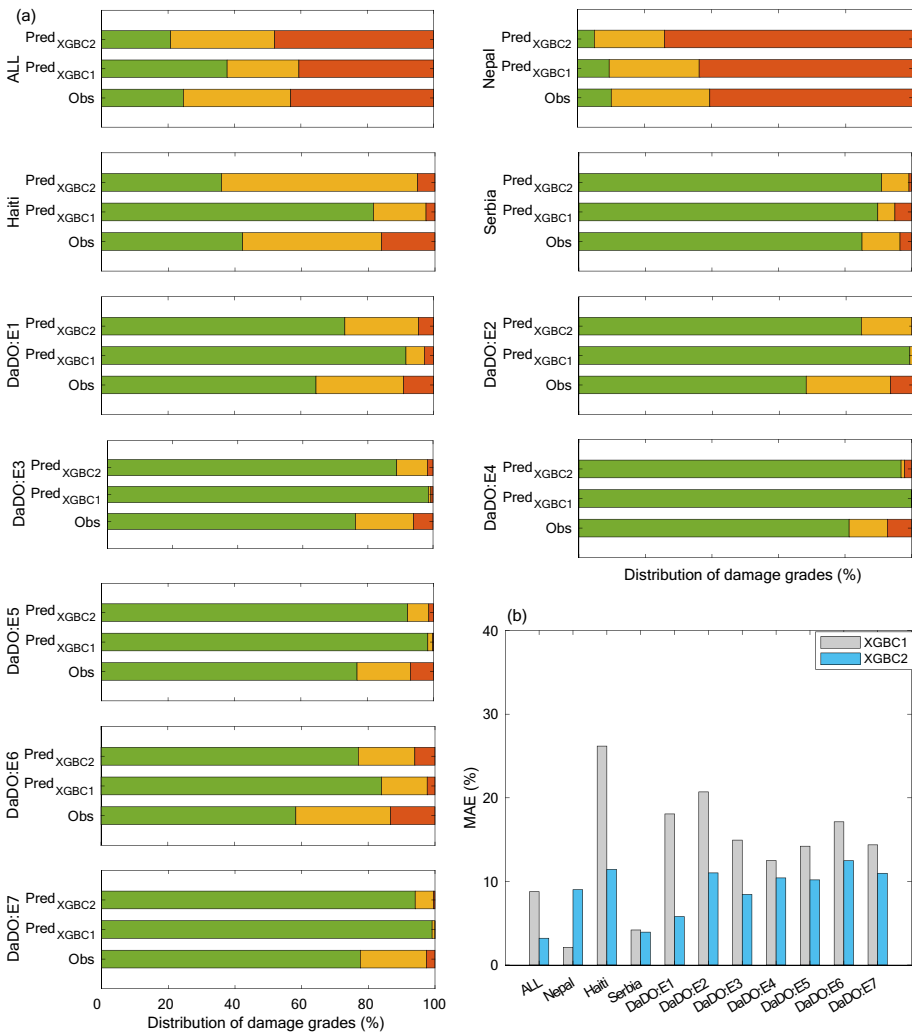 (a)
ALL
Pred XGBC2
Pred XGBC1
Obs
Nepal
Pred XGBC2
Pred XGBC1
Obs
Haiti
Pred XGBC2
Pred XGBC1
Obs
Serbia
Pred XGBC2
Pred XGBC1
Obs
DaDO:E1
Pred XGBC2
Pred XGBC1
Obs
DaDO:E2
Pred XGBC2
Pred XGBC1
Obs
DaDO:E3
Pred XGBC2
Pred XGBC1
Obs
DaDO:E4
Pred XGBC2
Pred XGBC1
Obs
Distribution of damage grades (%)
DaDO:E5
Pred XGBC2
Pred XGBC1
Obs
DaDO:E6
Pred XGBC2
Pred XGBC1
Obs
DaDO:E7
Pred XGBC2
Pred XGBC1
Obs
0 20 40 60 80 100
Distribution of damage grades (%)
(b)
XGBC1
XGBC2
MAE (%)
40
30
20
10
0
ALL Nepal Haiti Serbia DaDO:E1 DaDO:E2 DaDO:E3 DaDO:E4 DaDO:E5 DaDO:E6 DaDO:E7